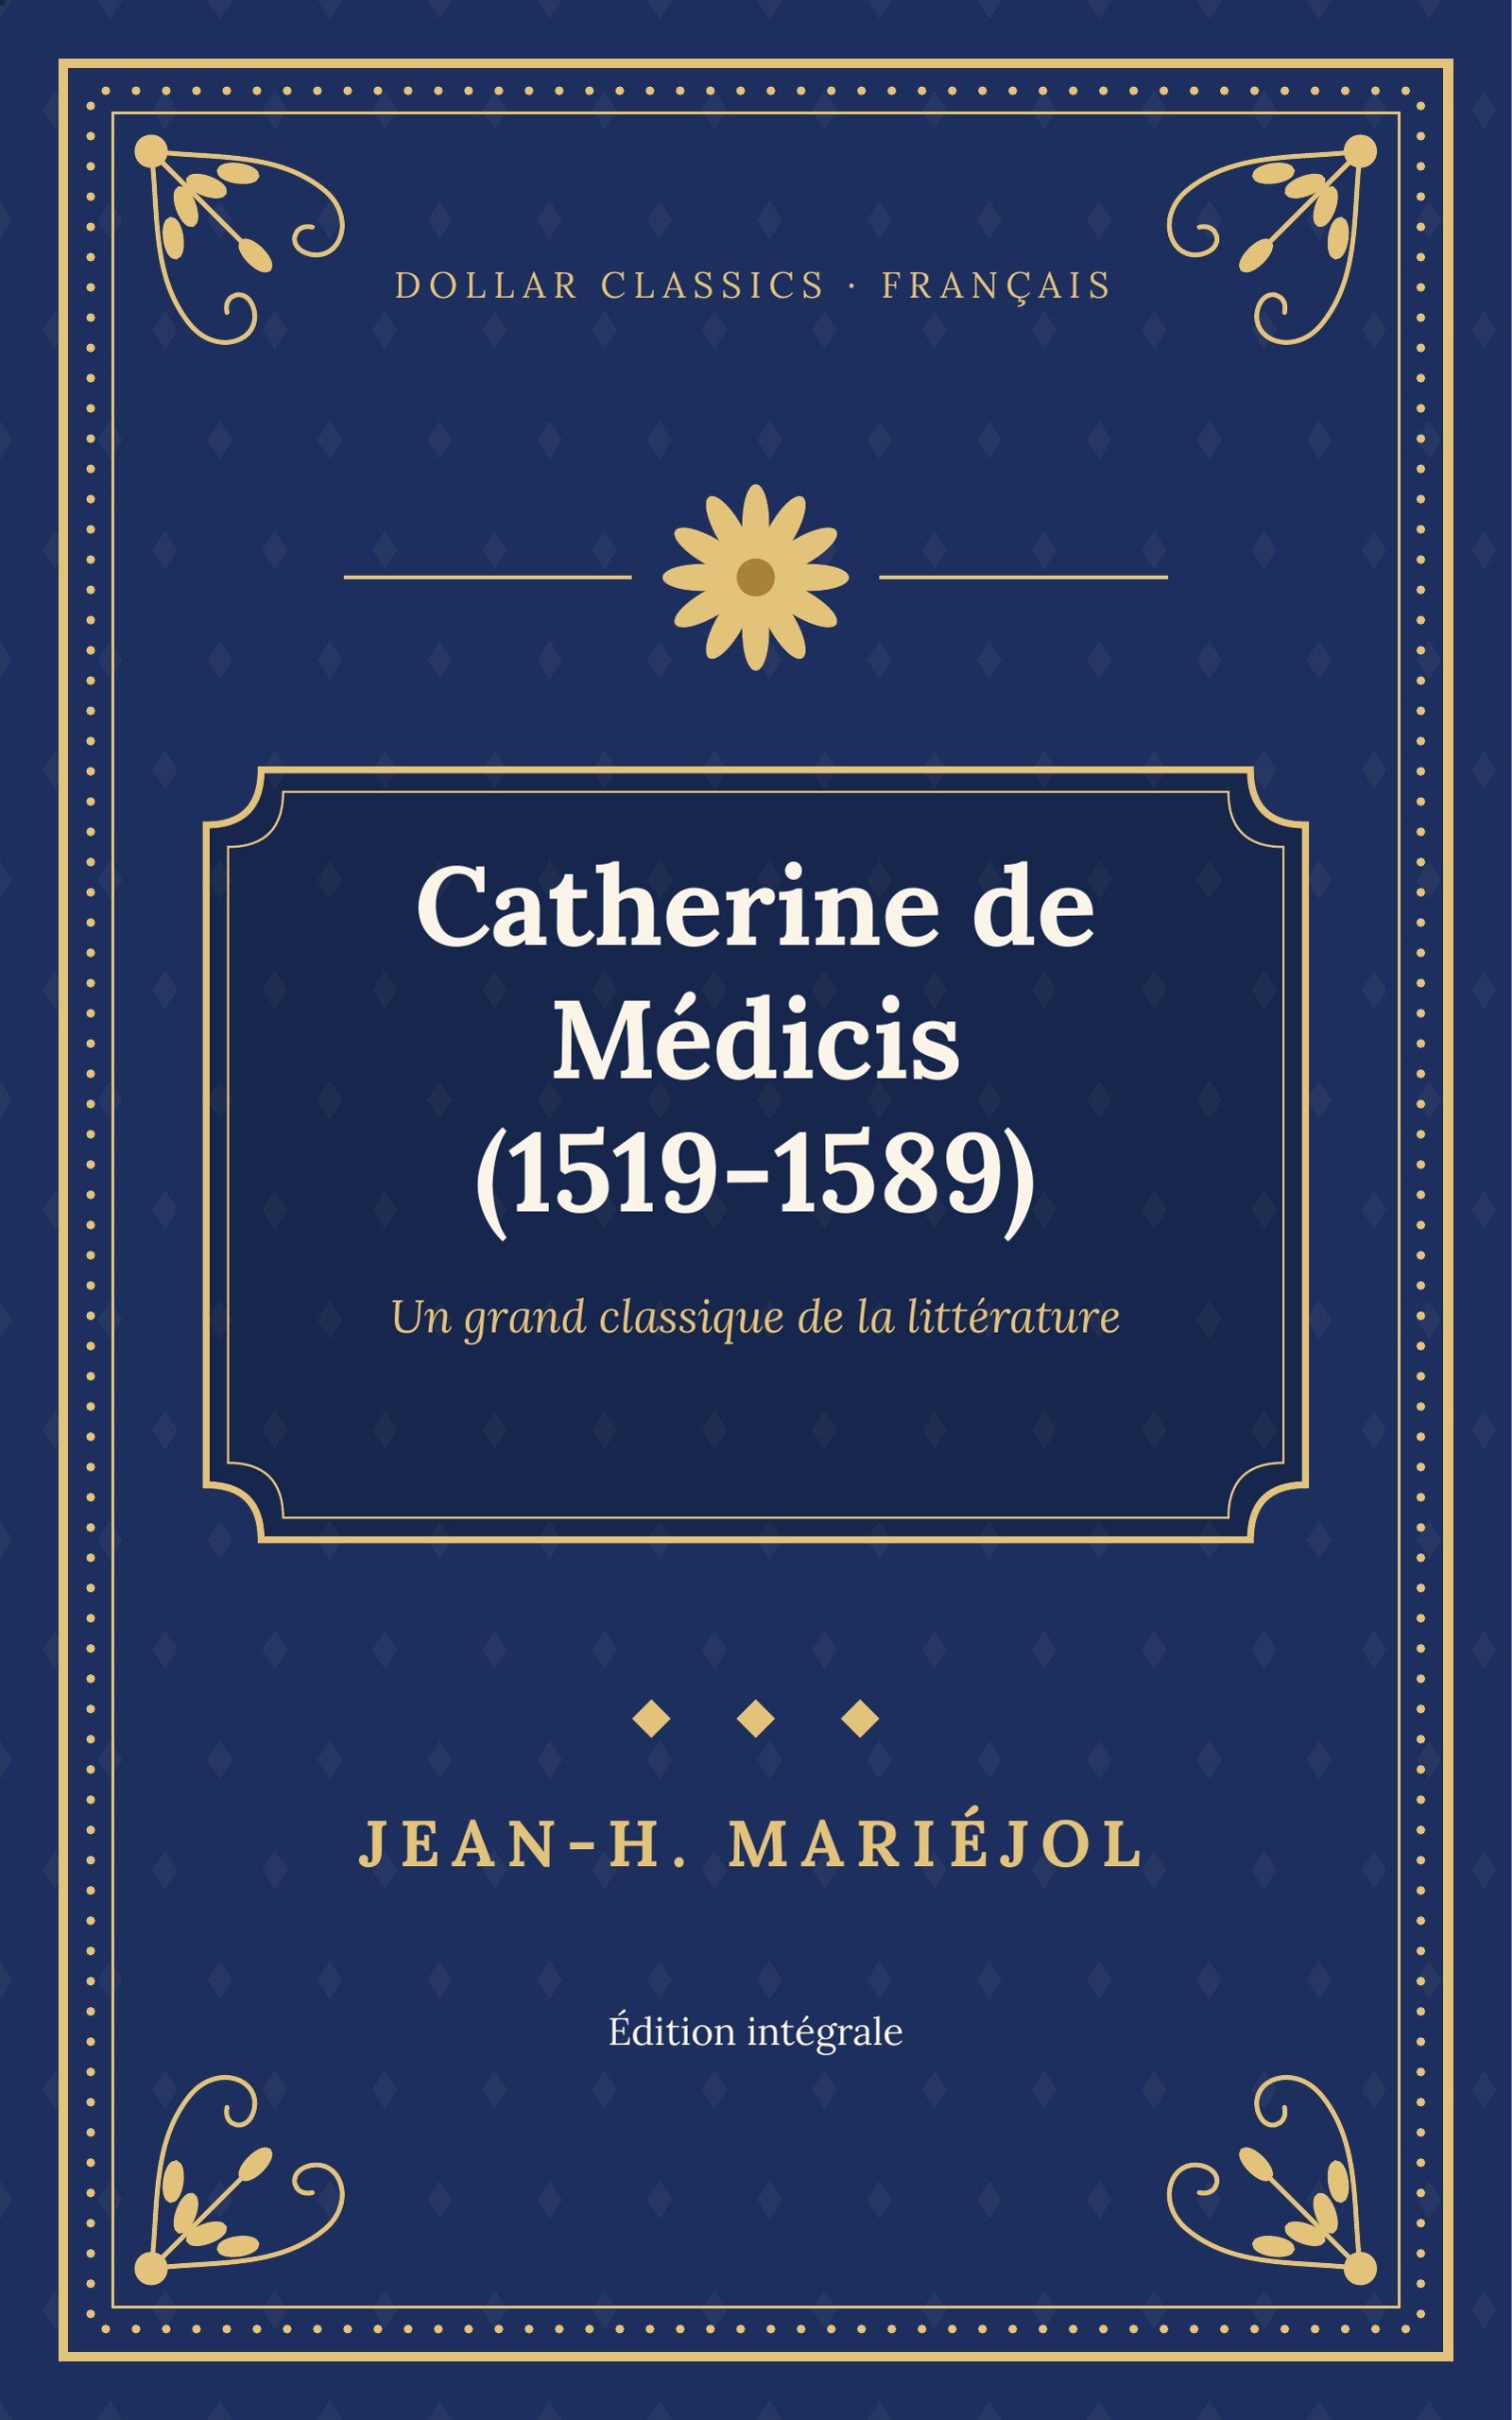 DOLLAR CLASSICS · FRANÇAIS
Catherine de
Médicis
(1519-1589)
Un grand classique de la littérature
JEAN-H. MARIÉJOL
Édition intégrale